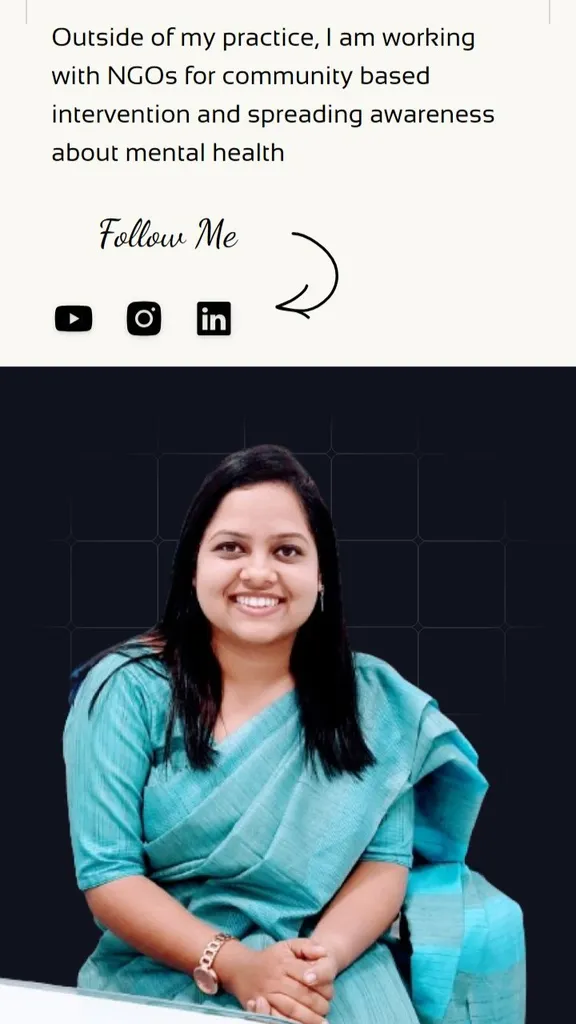 Outside of my practice, I am working
with NGOs for community based
intervention and spreading awareness
about mental health
Follow Me
in